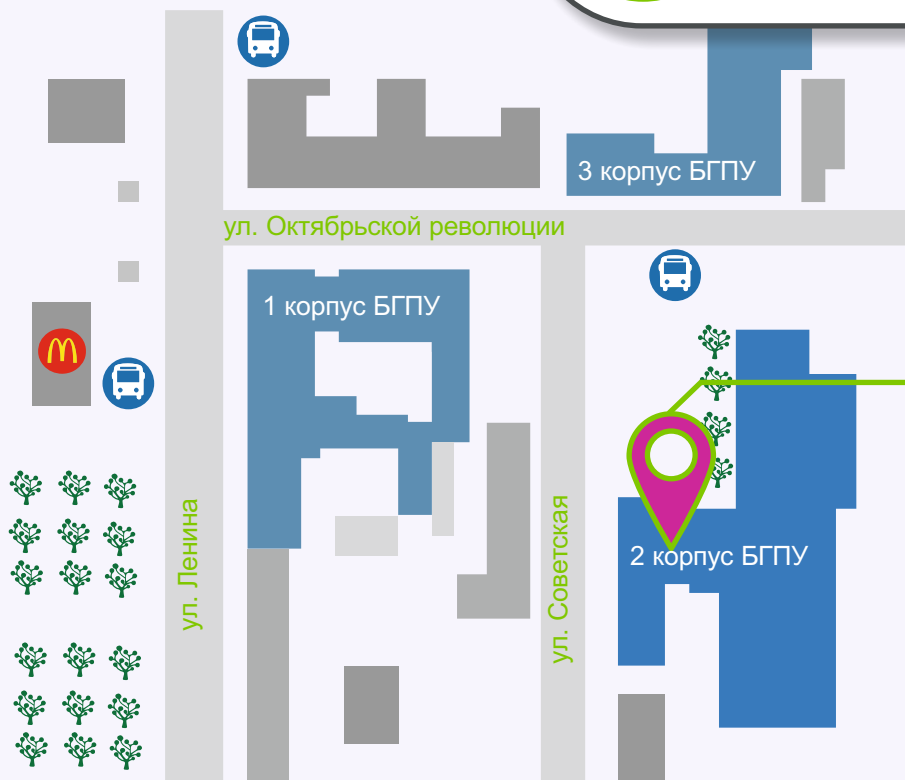 3 корпус БГПУ
ул. Октябрьской революции
1 корпус БГПУ
ул. Ленина
ул. Советская
2 корпус БГПУ